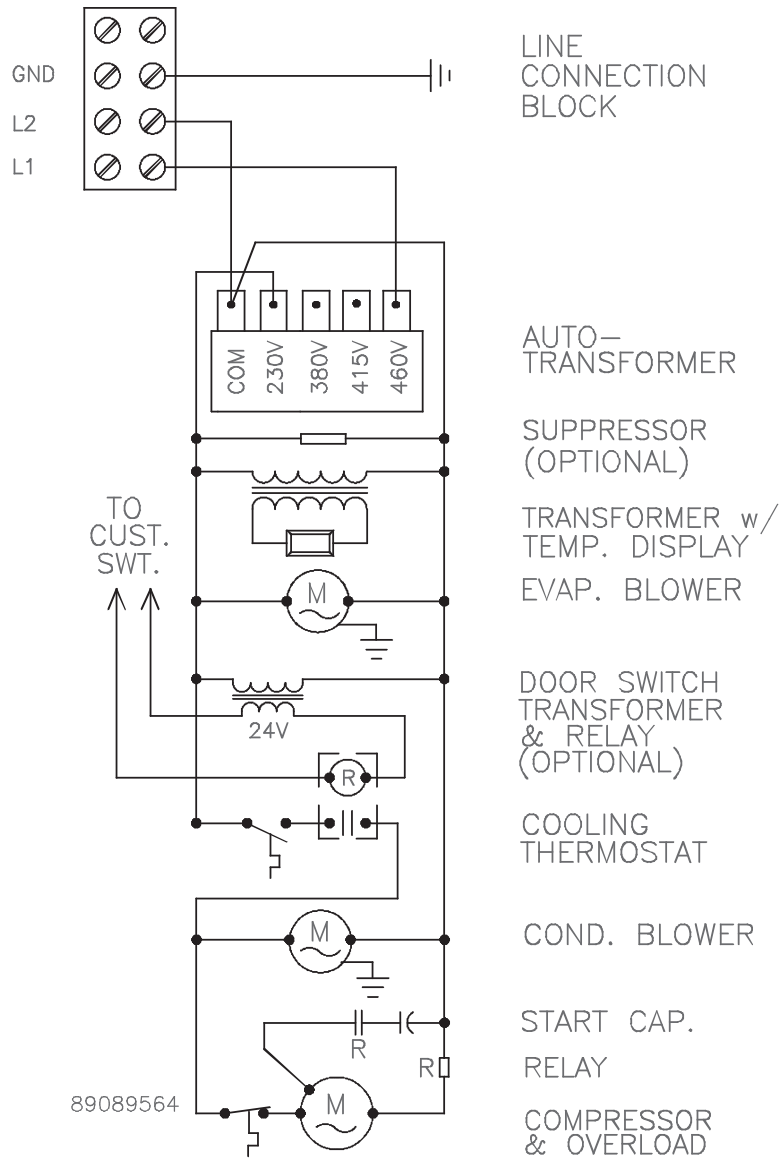 LINE
CONNECTION
BLOCK
GND
L2
L1
COM
230V
380V
415V
460V
AUTO-
TRANSFORMER
SUPPRESSOR
(OPTIONAL)
TO
CUST.
SWT.
TRANSFORMER w/
TEMP. DISPLAY
M
EVAP. BLOWER
24V
DOOR SWITCH
TRANSFORMER
& RELAY
(OPTIONAL)
R
COOLING
THERMOSTAT
M
COND. BLOWER
R
START CAP.
R
RELAY
89089564
M
COMPRESSOR
& OVERLOAD